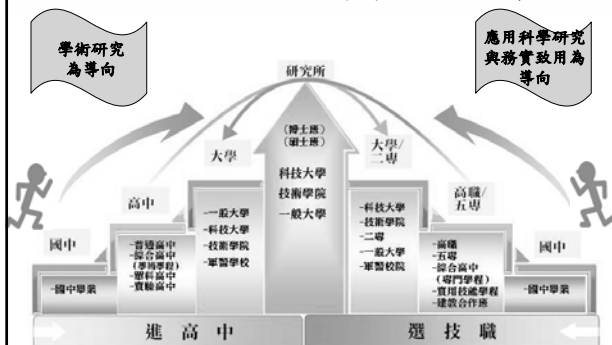 學術研究
為導向
應用科學研究
與務實致用為
導向
研究所
(博士班)
(碩士班)
科技大學
技術學院
一般大學
大學
-一般大學
-科技大學
-技術學院
-軍警學校
高中
-普通高中
-綜合高中
(學術學程)
-單科高中
-實驗高中
國中
-國中畢業
大學/
二專
-科技大學
-技術學院
-二專
-一般大學
-軍警校院
高職/
五專
-高職
-五專
-綜合高中
(專門學程)
-實用技能學程
-建教合作班
國中
-國中畢業
進高中
選技職